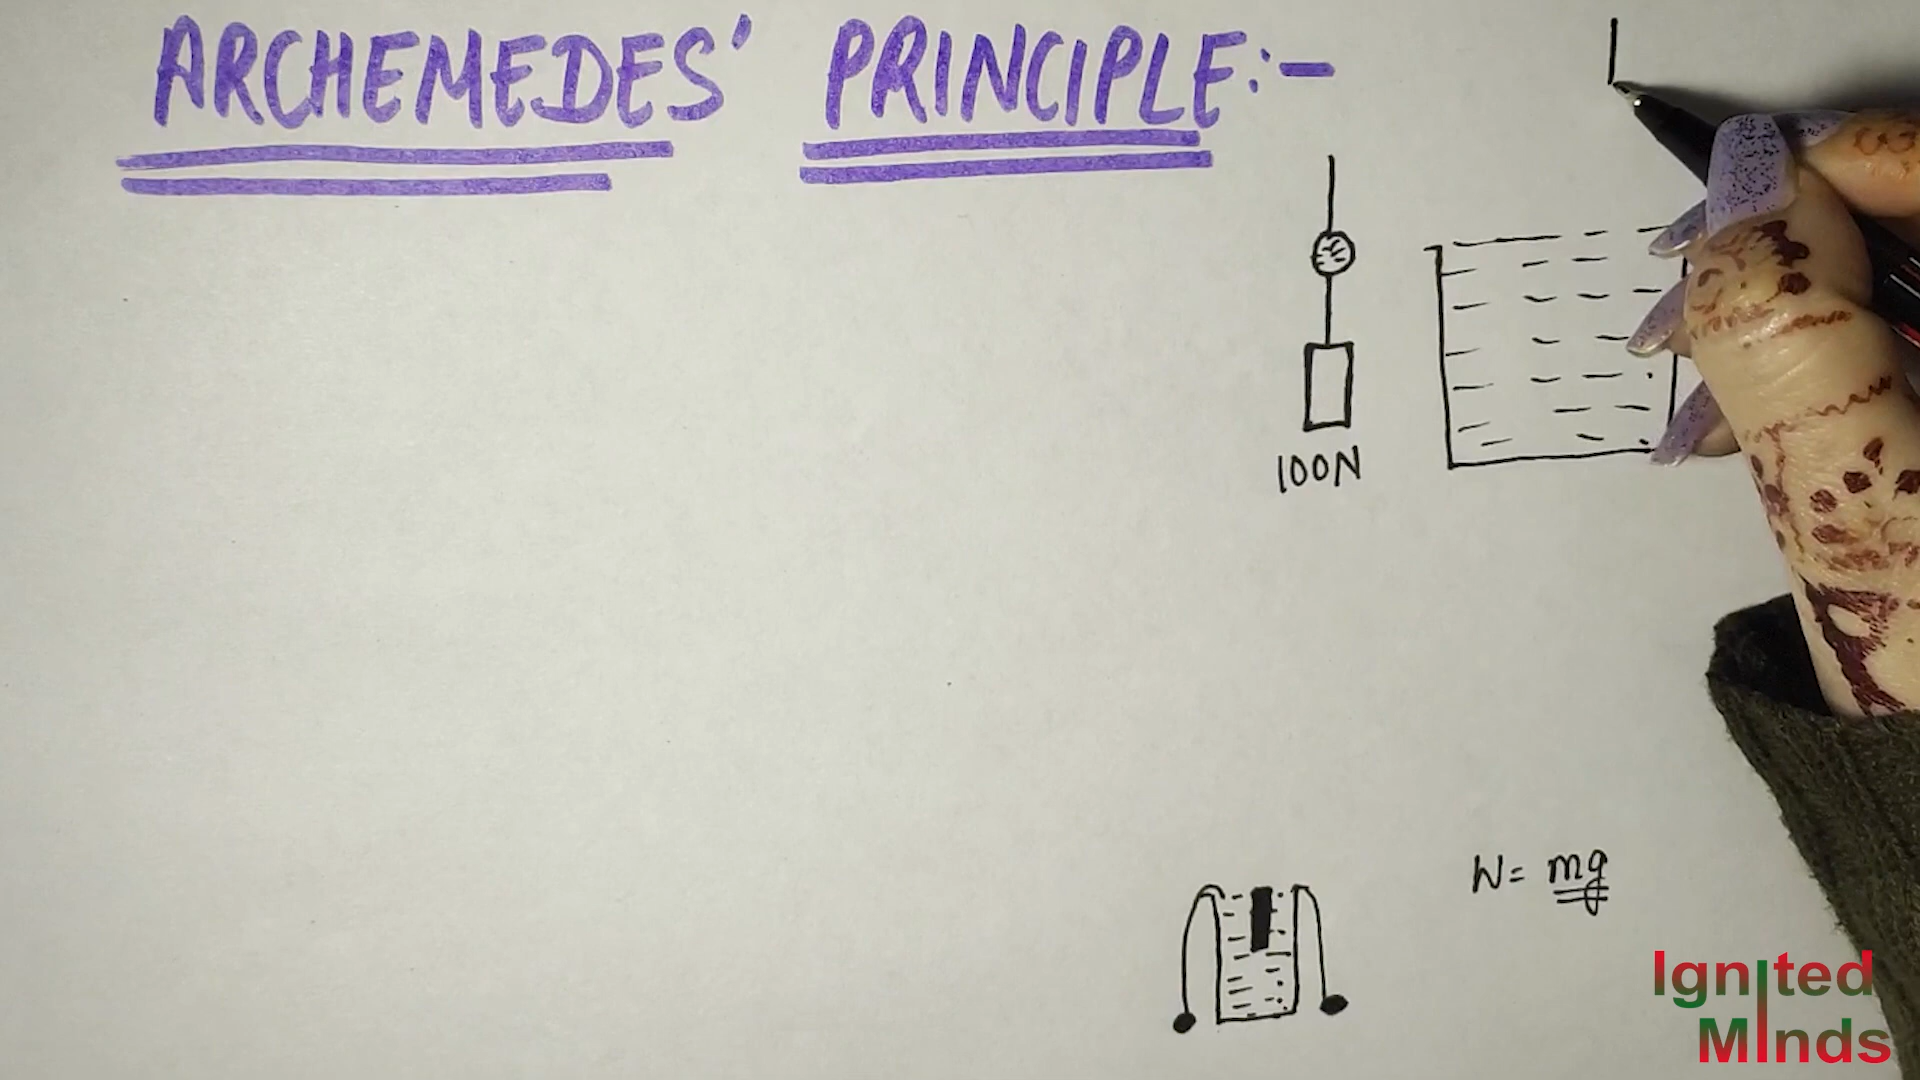 ARCHEMEDES' PRINCIPLE:-
100N
W= mg
Ignited
Minds